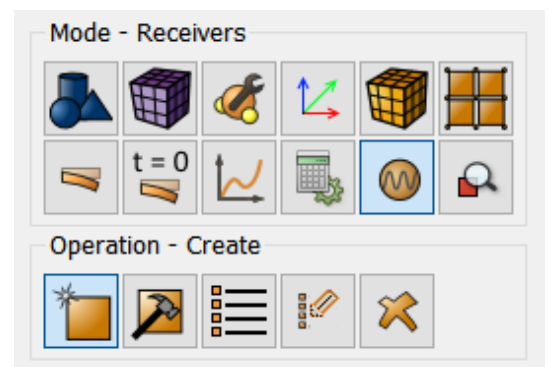 Mode - Receivers
t = 0
Operation - Create